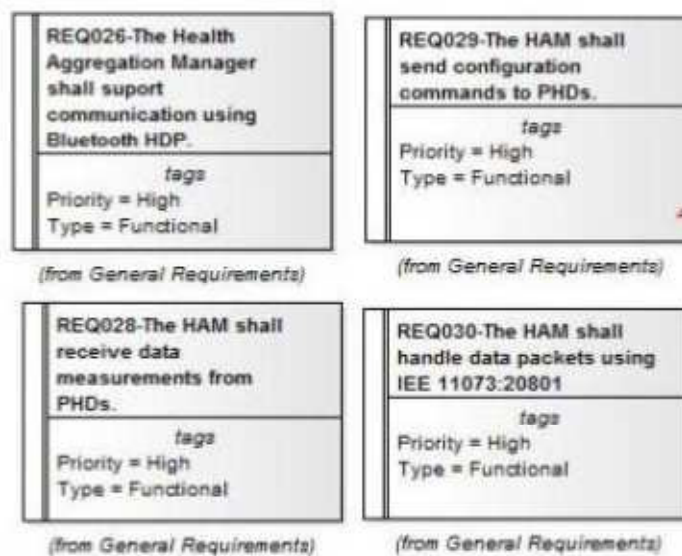 REQ026-The Health
Aggregation Manager
shall suport
communication using
Bluetooth HDP.
tags
Priority = High
Type = Functional
(from General Requirements)
REQ029-The HAM shall
send configuration
commands to PHDs.
tags
Priority = High
Type = Functional
(from General Requirements)
REQ028-The HAM shall
receive data
measurements from
PHDs.
tags
Priority = High
Type = Functional
(from General Requirements)
REQ030-The HAM shall
handle data packets using
IEE 11073:20801
tags
Priority = High
Type = Functional
(from General Requirements)